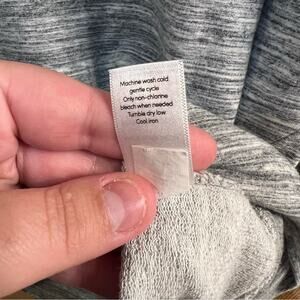 Machine wash cold
gentle cycle
Only non-chlorine
bleach when needed
Tumble dry low
Cool iron